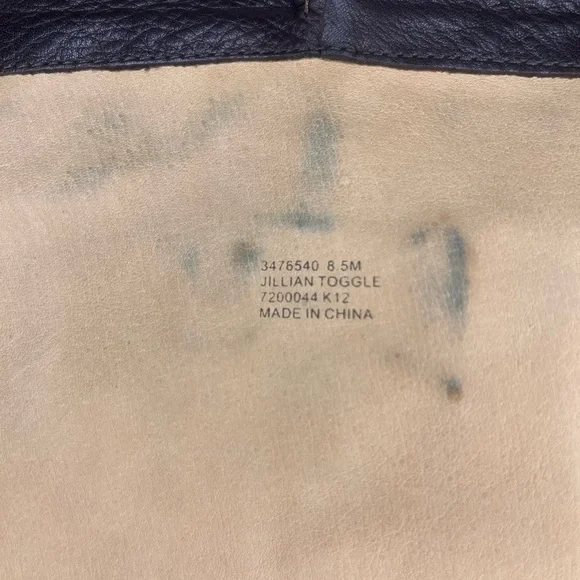 3476540 8.5M
JILLIAN TOGGLE
7200044 K12
MADE IN CHINA